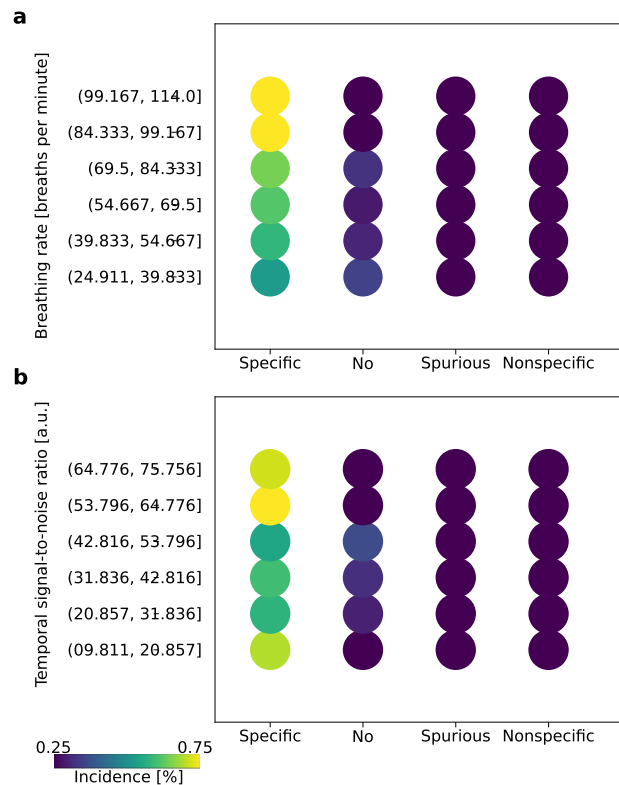 a
Breathing rate [breaths per minute]
(99.167, 114.0]
(84.333, 99.167]
(69.5, 84.333]
(54.667, 69.5]
(39.833, 54.667]
(24.911, 39.833]
Specific No Spurious Nonspecific
b
Temporal signal-to-noise ratio [a.u.]
(64.776, 75.756]
(53.796, 64.776]
(42.816, 53.796]
(31.836, 42.816]
(20.857, 31.836]
(09.811, 20.857]
Specific No Spurious Nonspecific
0.25 0.75
Incidence [%]